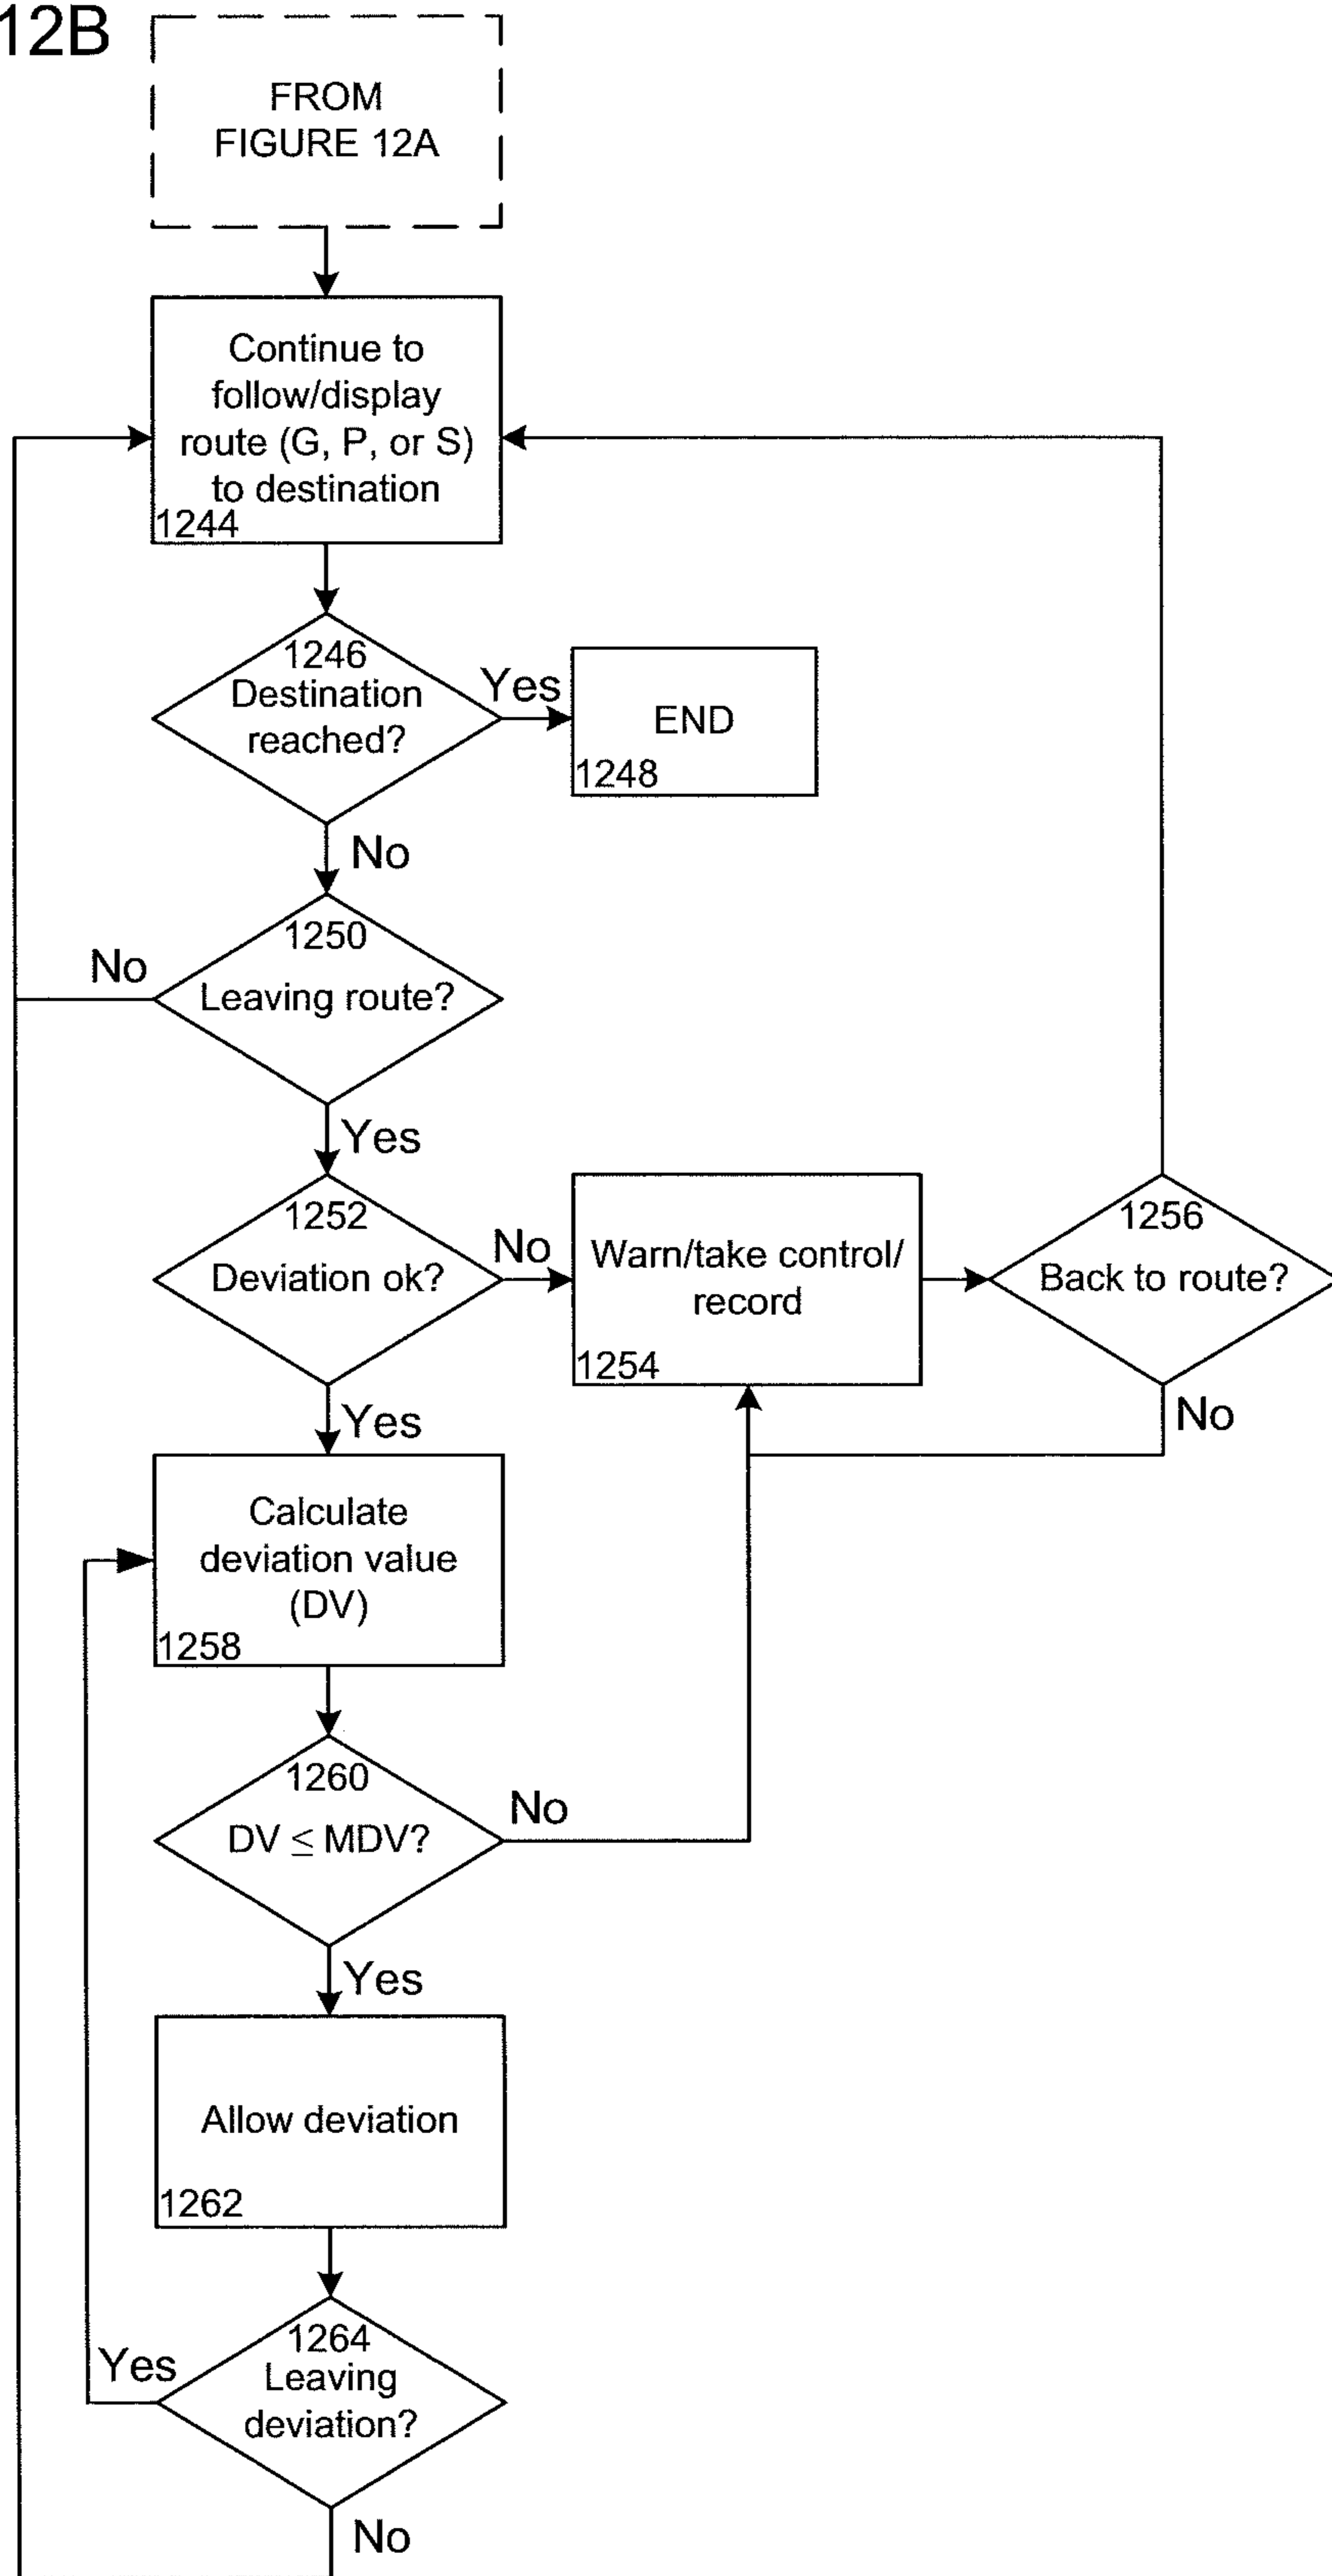 12B
FROM
FIGURE 12A
Continue to
follow/display
route (G, P, or S)
to destination
1244
1246
Destination
reached?
Yes
END
1248
No
1250
Leaving route?
No
Yes
1252
Deviation ok?
No
Warn/take control/
record
1254
1256
Back to route?
No
Yes
Calculate
deviation value
(DV)
1258
1260
DV ≤ MDV?
No
Yes
Allow deviation
1262
1264
Leaving
deviation?
Yes
No